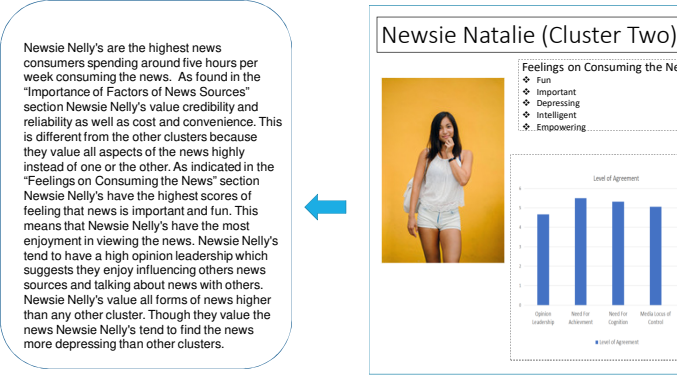 Newsie Nelly's are the highest news
consumers spending around five hours per
week consuming the news.  As found in the
“Importance of Factors of News Sources”
section Newsie Nelly's value credibility and
reliability as well as cost and convenience. This
is different from the other clusters because
they value all aspects of the news highly
instead of one or the other. As indicated in the
“Feelings on Consuming the News” section
Newsie Nelly's have the highest scores of
feeling that news is important and fun. This
means that Newsie Nelly's have the most
enjoyment in viewing the news. Newsie Nelly's
tend to have a high opinion leadership which
suggests they enjoy influencing others news
sources and talking about news with others.
Newsie Nelly's value all forms of news higher
than any other cluster. Though they value the
news Newsie Nelly's tend to find the news
more depressing than other clusters.
Newsie Natalie (Cluster Two)
Feelings on Consuming the Ne
❖ Fun
❖ Important
❖ Depressing
❖ Intelligent
❖ Empowering
Level of Agreement
6
5
4
3
2
1
0
Opinion Need For Need For Media Locus of
Leadership Achievement Cognition Control
Level of Agreement